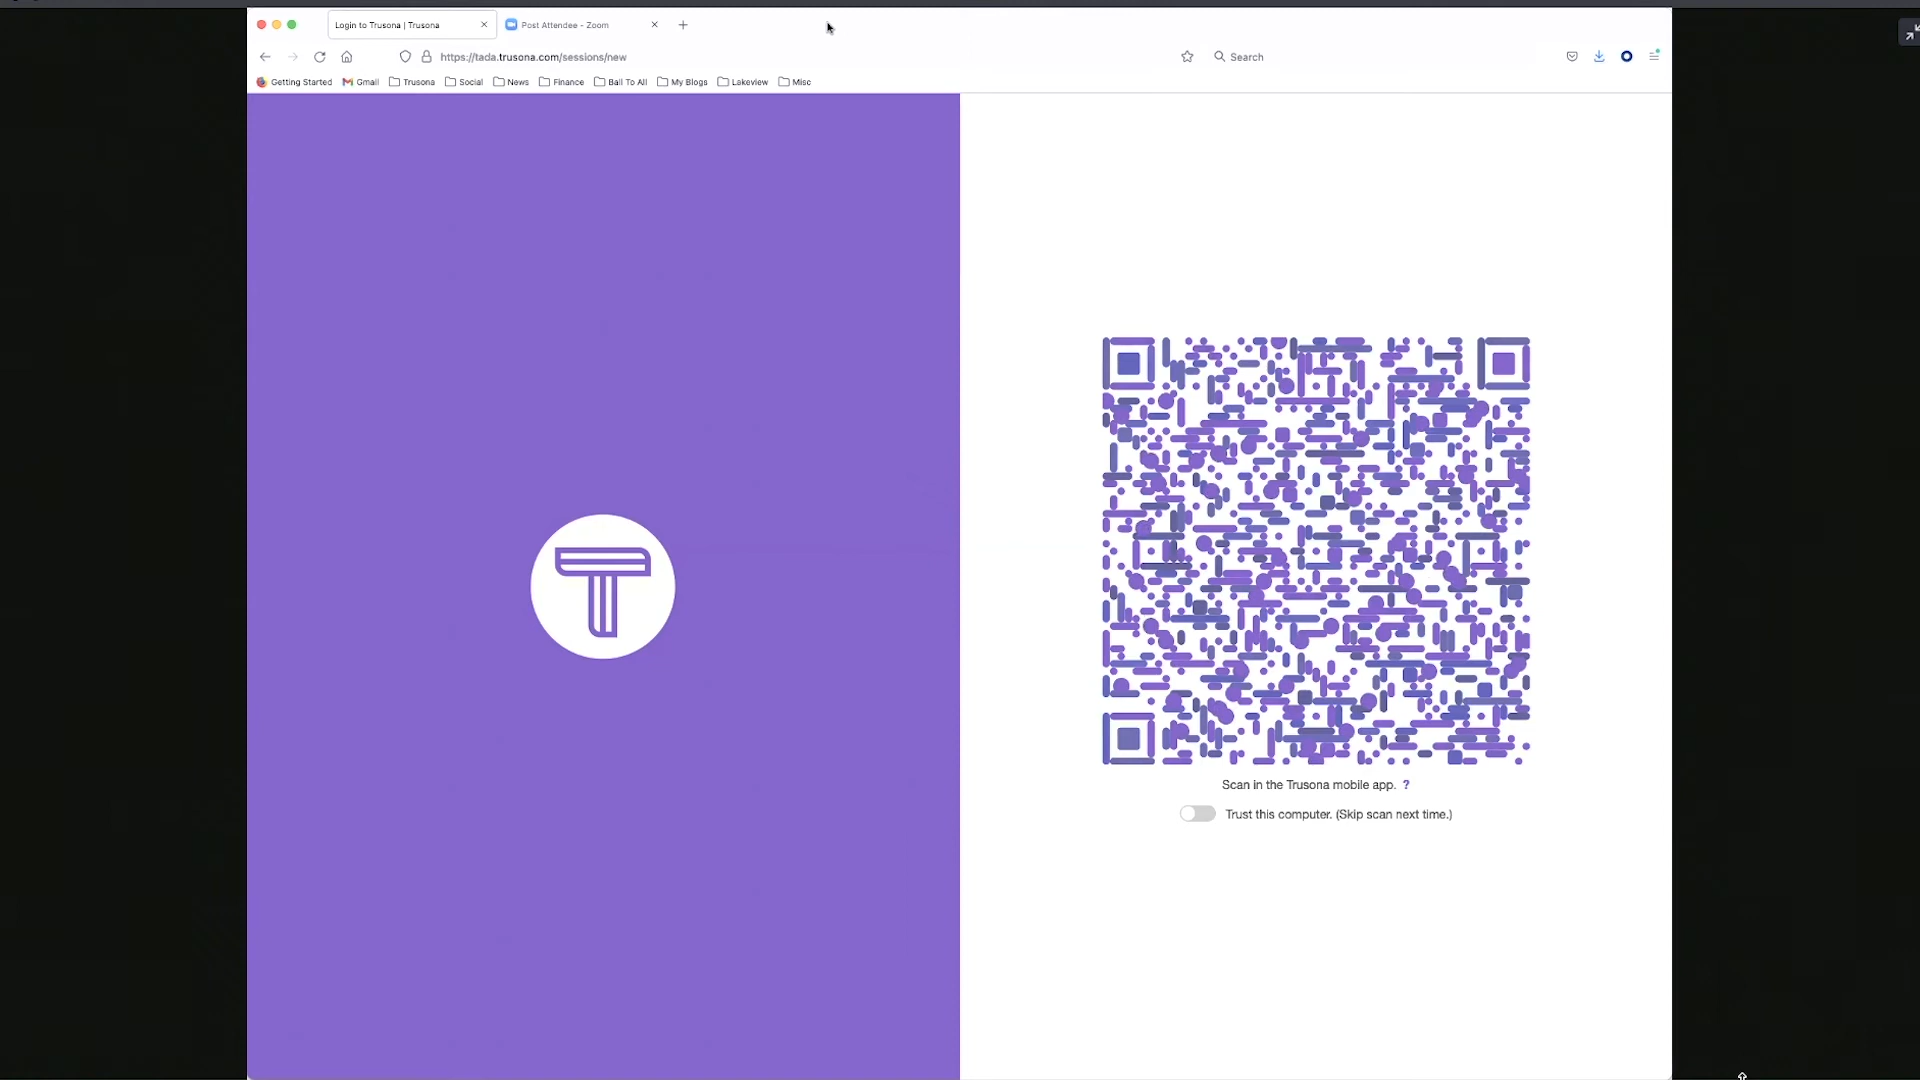 Login to Trusona | Trusona
Post Attendee - Zoom
https://tada.trusona.com/sessions/new
Search
Getting Started
Gmail
Trusona
Social
News
Finance
Ball To All
My Blogs
Lakeview
Misc
T
Scan in the Trusona mobile app. ?
Trust this computer. (Skip scan next time.)